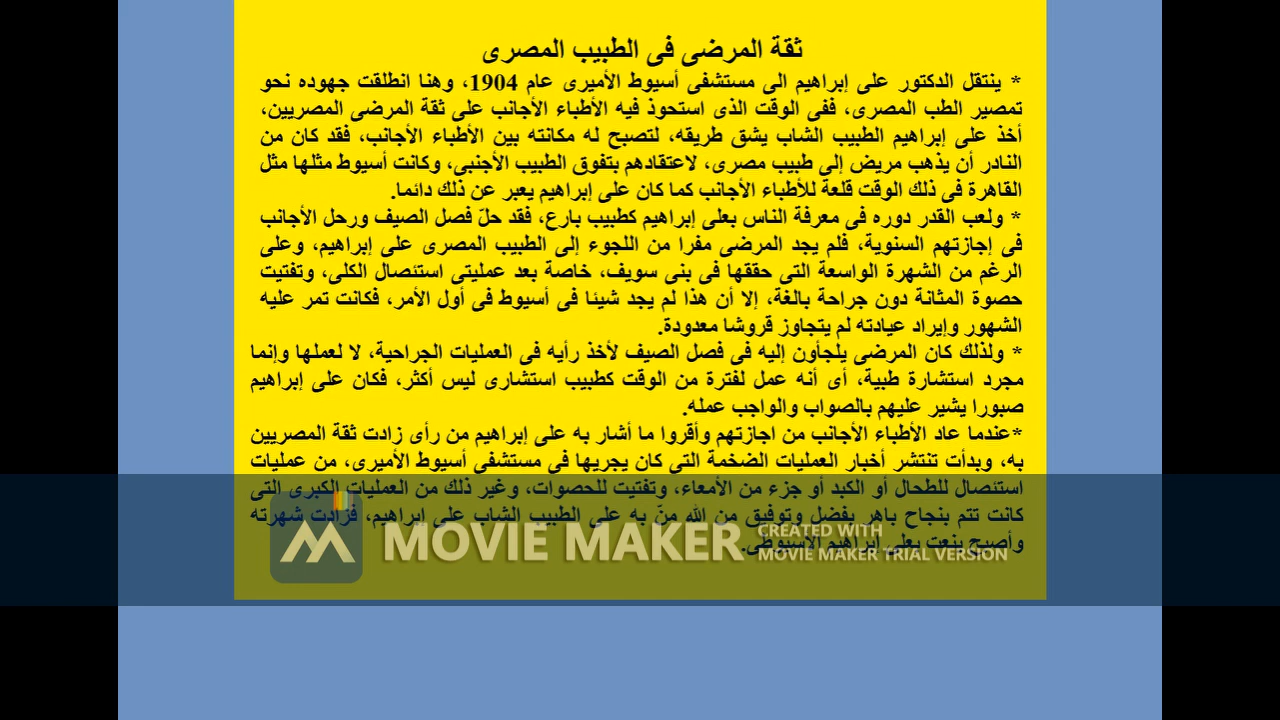 ثقة المرضى فى الطبيب المصرى
* ينتقل الدكتور على إبراهيم الى مستشفى أسيوط الأميرى عام 1904، وهنا انطلقت جهوده نحو
تمصير الطب المصرى، ففى الوقت الذى استحوذ فيه الأطباء الأجانب على ثقة المرضى المصريين،
أخذ على إبراهيم الطبيب الشاب يشق طريقه، لتصبح له مكانته بين الأطباء الأجانب، فقد كان من
النادر أن يذهب مريض إلى طبيب مصرى، لاعتقادهم بتفوق الطبيب الأجنبى، وكانت أسيوط مثلها مثل
القاهرة فى ذلك الوقت قلعة للأطباء الأجانب كما كان على إبراهيم يعبر عن ذلك دائما.
* ولعب القدر دوره فى معرفة الناس بعلى إبراهيم كطبيب بارع، فقد حلّ فصل الصيف ورحل الأجانب
فى إجازتهم السنوية، فلم يجد المرضى مفرا من اللجوء إلى الطبيب المصرى على إبراهيم، وعلى
الرغم من الشهرة الواسعة التى حققها فى بنى سويف، خاصة بعد عمليتى استئصال الكلى، وتفتيت
حصوة المثانة دون جراحة بالغة، إلا أن هذا لم يجد شيئا فى أسيوط فى أول الأمر، فكانت تمر عليه
الشهور وإيراد عيادته لم يتجاوز قروشا معدودة.
* ولذلك كان المرضى يلجأون إليه فى فصل الصيف لأخذ رأيه فى العمليات الجراحية، لا لعملها وإنما
مجرد استشارة طبية، أى أنه عمل لفترة من الوقت كطبيب استشارى ليس أكثر، فكان على إبراهيم
صبورا يشير عليهم بالصواب والواجب عمله.
*عندما عاد الأطباء الأجانب من اجازتهم وأقروا ما أشار به على إبراهيم من رأى زادت ثقة المصريين
به، وبدأت تنتشر أخبار العمليات الضخمة التي كان يجريها فى مستشفى أسيوط الأميرى، من عمليات
استئصال للطحال أو الكبد أو جزء من الأمعاء، وتفتيت للحصوات، وغير ذلك من العمليات الكبرى التى
كانت تتم بنجاح باهر بفضل وتوفيق من الله منّ به على الطبيب الشاب على إبراهيم، فزادت شهرته
وأصبح ينعت بعلى إبراهيم الأسيوطى.
MOVIE MAKER
CREATED WITH
MOVIE MAKER TRIAL VERSION